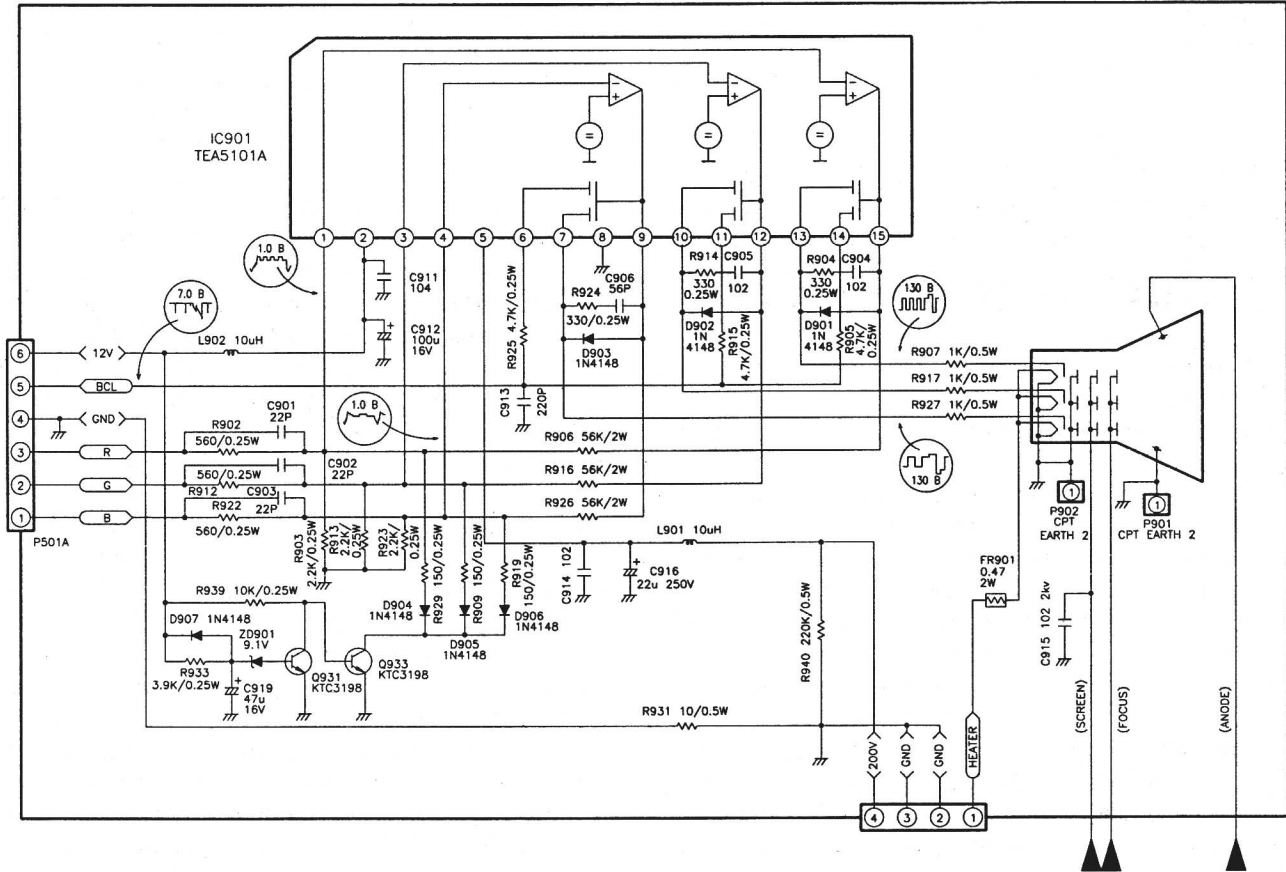 IC901
TEA5101A
=
=
=
-
+
-
+
-
+
1
2
3
4
5
6
7
8
9
10
11
12
13
14
15
1.0 B
7.0 B
C911
104
C912
100u
16V
L902 10uH
R925 4.7K/0.25W
R924
330/0.25W
C906
56P
D903
1N4148
R914
330
0.25W
C905
102
D902
1N
4148
R915
4.7K/0.25W
R904
330
0.25W
C904
102
D901
1N
4148
R905
4.7K/
0.25W
130 B
R907 1K/0.5W
R917 1K/0.5W
R927 1K/0.5W
130 B
6
12V
5
BCL
4
GND
3
R
2
G
1
B
P501A
C913
220P
1.0 B
R902
560/0.25W
C901
22P
C902
22P
560/0.25W
R912
C903
22P
R922
560/0.25W
R906 56K/2W
R916 56K/2W
R926 56K/2W
R903
2.2K/0.25W
R913
2.2K/
0.25W
R923
2.2K/
0.25W
R929 150/0.25W
R909 150/0.25W
R919
150/0.25W
D904
1N4148
D905
1N4148
D906
1N4148
L901 10uH
C914 102
+
C916
22u 250V
R939 10K/0.25W
D907 1N4148
ZD901
9.1V
R933
3.9K/0.25W
+
C919
47u
16V
Q931
KTC3198
Q933
KTC3198
R940 220K/0.5W
R931 10/0.5W
1
P902
CPT
EARTH 2
1
P901
CPT EARTH 2
FR901
0.47
2W
C915 102 2kv
200V
GND
GND
HEATER
(SCREEN)
(FOCUS)
(ANODE)
4
3
2
1